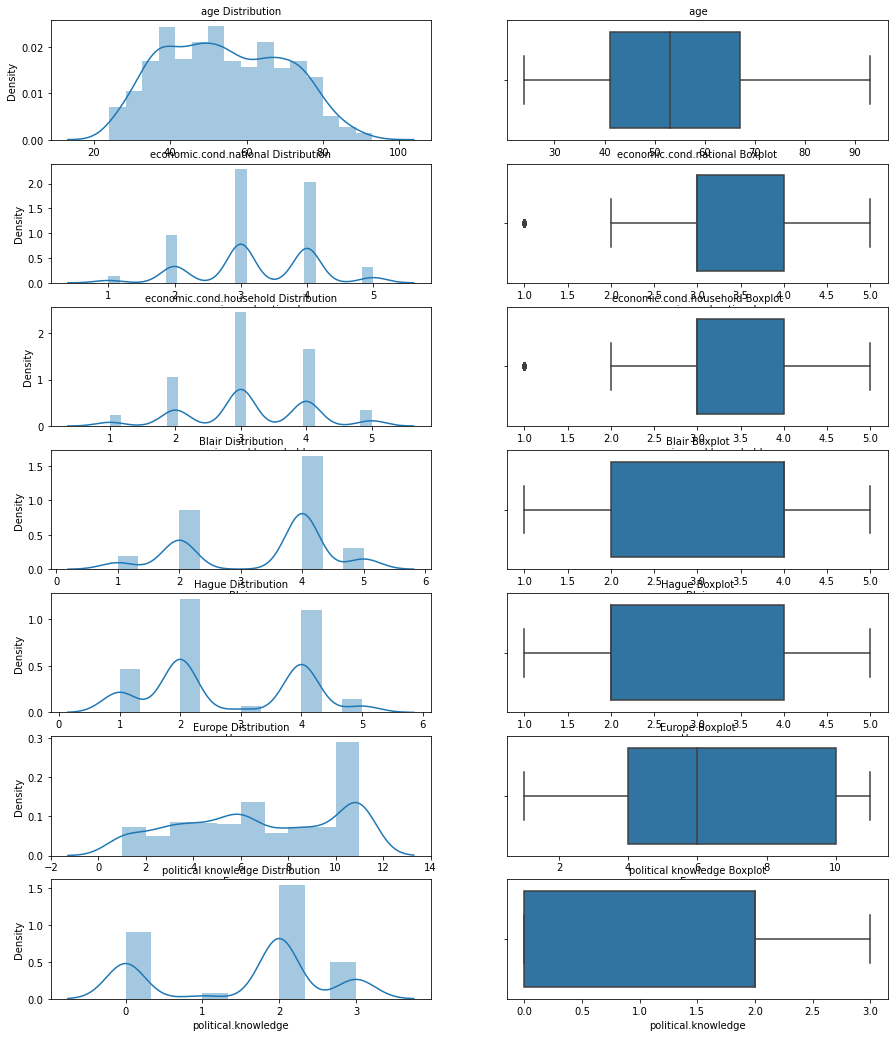 age Distribution
age
Density
0.02
0.01
0.00
20 40 60 80 100
30 40 50 60 70 80 90
economic.cond.national Distribution
economic.cond.national Boxplot
Density
2.0
1.5
1.0
0.5
0.0
1 2 3 4 5
1.0 1.5 2.0 2.5 3.0 3.5 4.0 4.5 5.0
economic.cond.household Distribution
economic.cond.household Boxplot
Density
2
1
0
1 2 3 4 5
1.0 1.5 2.0 2.5 3.0 3.5 4.0 4.5 5.0
Blair Distribution
Blair Boxplot
Density
1.5
1.0
0.5
0.0
0 1 2 3 4 5 6
1.0 1.5 2.0 2.5 3.0 3.5 4.0 4.5 5.0
Hague Distribution
Hague Boxplot
Density
1.0
0.5
0.0
0 1 2 3 4 5 6
1.0 1.5 2.0 2.5 3.0 3.5 4.0 4.5 5.0
Europe Distribution
Europe Boxplot
Density
0.3
0.2
0.1
0.0
−2 0 2 4 6 8 10 12 14
2 4 6 8 10
political knowledge Distribution
political knowledge Boxplot
Density
1.5
1.0
0.5
0.0
0 1 2 3
0.0 0.5 1.0 1.5 2.0 2.5 3.0
political.knowledge
political.knowledge